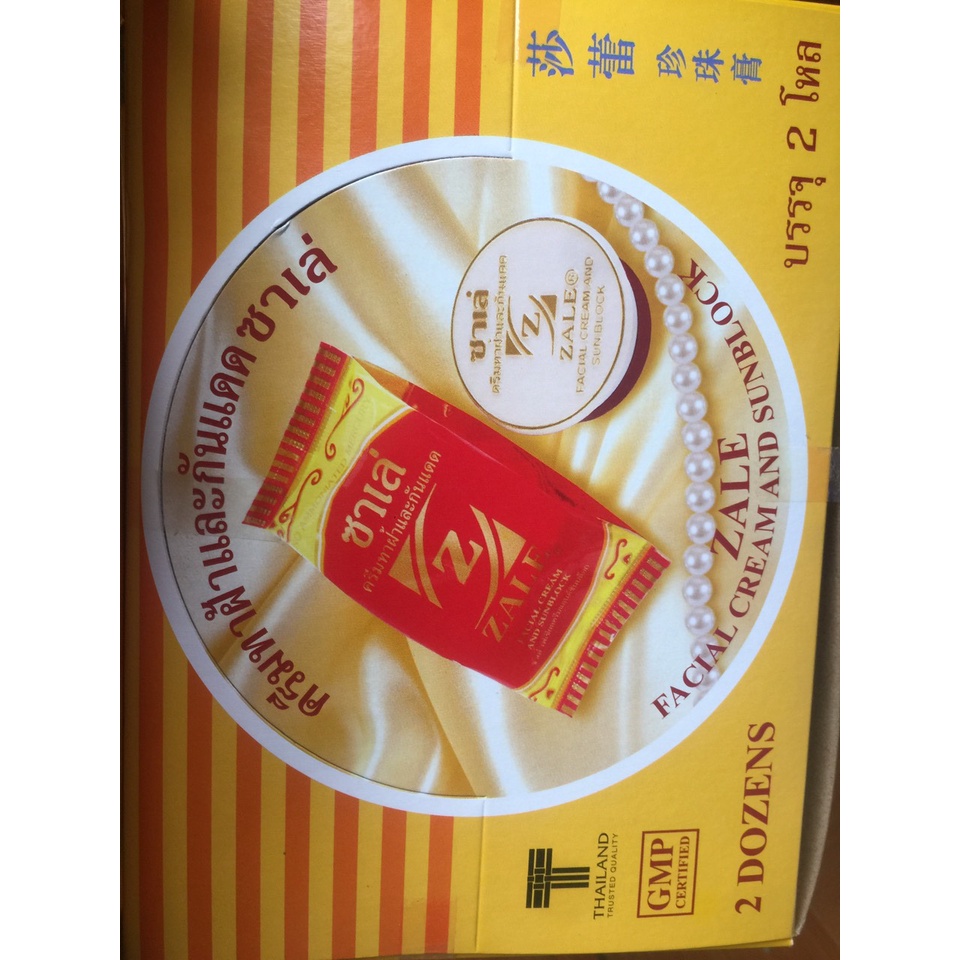 ครีมทาฝ้าและกันแดด ซาเล่
莎蕾 珍珠膏
บรรจุ 2 โหล
ซาเล่
ครีมทาฝ้าและกันแดด
Z
ZALE®
FACIAL CREAM AND
SUNBLOCK
ซาเล่
ครีมทาฝ้าและกันแดด
Z
ZALE
FACIAL CREAM
AND SUNBLOCK
ZALE
FACIAL CREAM AND SUNBLOCK
THAILAND
TRUSTED QUALITY
GMP
CERTIFIED
2 DOZENS